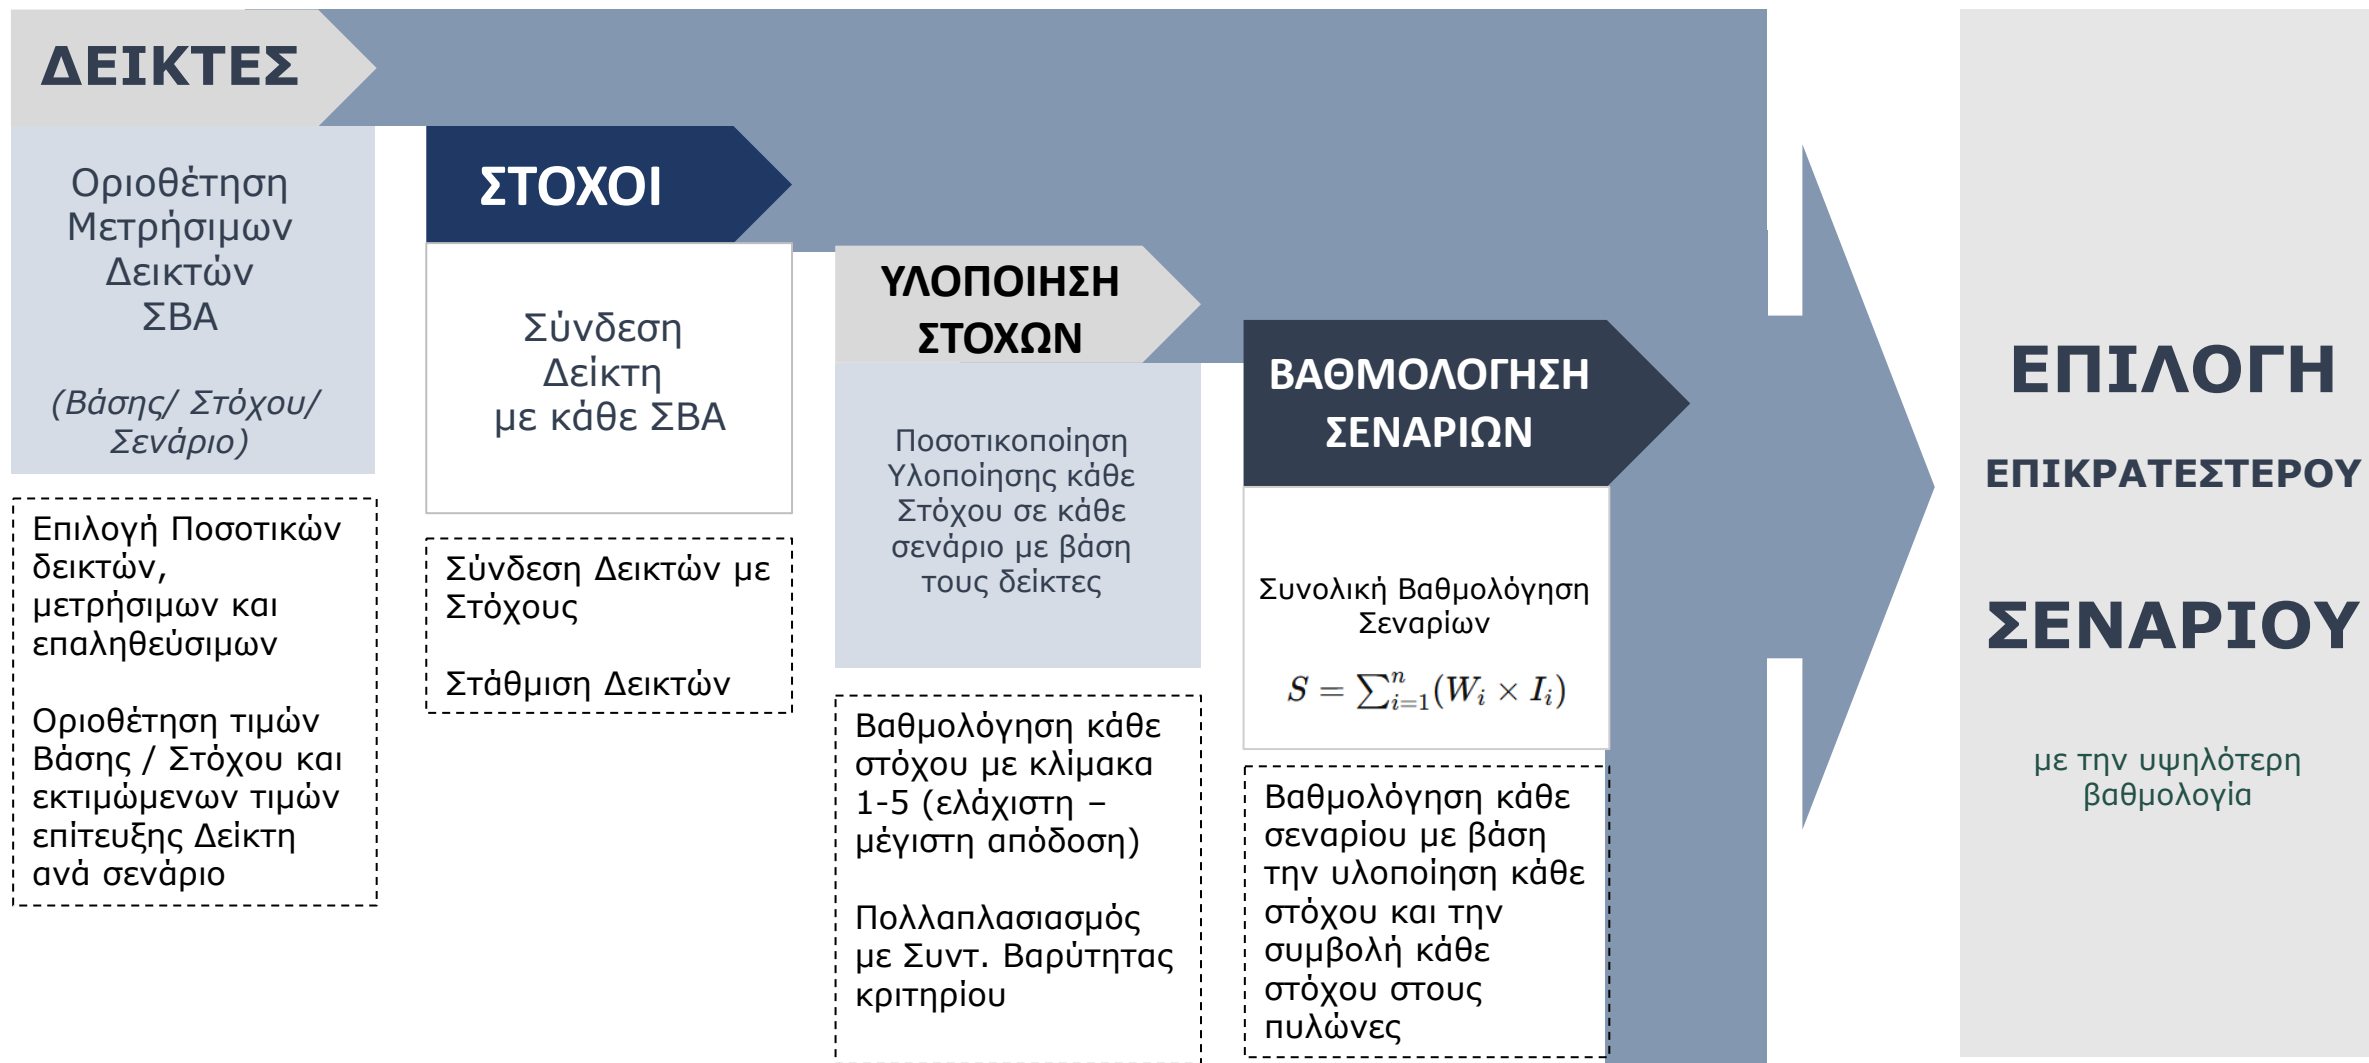 ΔΕΙΚΤΕΣ
Οριοθέτηση
Μετρήσιμων
Δεικτών
ΣΒΑ
(Βάσης/ Στόχου/
Σενάριο)
Επιλογή Ποσοτικών
δεικτών,
μετρήσιμων και
επαληθεύσιμων
Οριοθέτηση τιμών
Βάσης / Στόχου και
εκτιμώμενων τιμών
επίτευξης Δείκτη
ανά σενάριο
ΣΤΟΧΟΙ
Σύνδεση
Δείκτη
με κάθε ΣΒΑ
Σύνδεση Δεικτών με
Στόχους
Στάθμιση Δεικτών
ΥΛΟΠΟΙΗΣΗ
ΣΤΟΧΩΝ
Ποσοτικοποίηση
Υλοποίησης κάθε
Στόχου σε κάθε
σενάριο με βάση
τους δείκτες
Βαθμολόγηση κάθε
στόχου με κλίμακα
1-5 (ελάχιστη –
μέγιστη απόδοση)
Πολλαπλασιασμός
με Συντ. Βαρύτητας
κριτηρίου
ΒΑΘΜΟΛΟΓΗΣΗ
ΣΕΝΑΡΙΩΝ
Συνολική Βαθμολόγηση
Σεναρίων
S = ∑ⁿᵢ₌₁(Wᵢ × Iᵢ)
Βαθμολόγηση κάθε
σεναρίου με βάση
την υλοποίηση κάθε
στόχου και την
συμβολή κάθε
στόχου στους
πυλώνες
ΕΠΙΛΟΓΗ
ΕΠΙΚΡΑΤΕΣΤΕΡΟΥ
ΣΕΝΑΡΙΟΥ
με την υψηλότερη
βαθμολογία